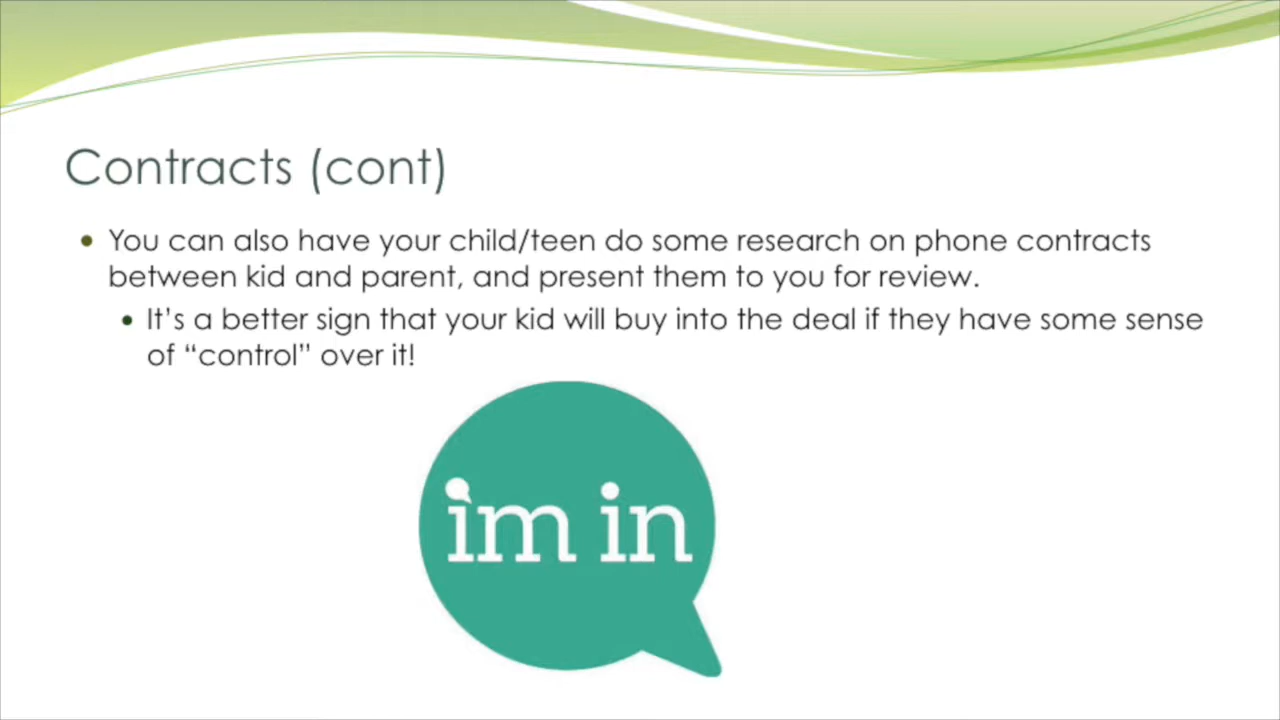 Contracts (cont)
• You can also have your child/teen do some research on phone contracts
between kid and parent, and present them to you for review.
• It’s a better sign that your kid will buy into the deal if they have some sense
of “control” over it!
im in